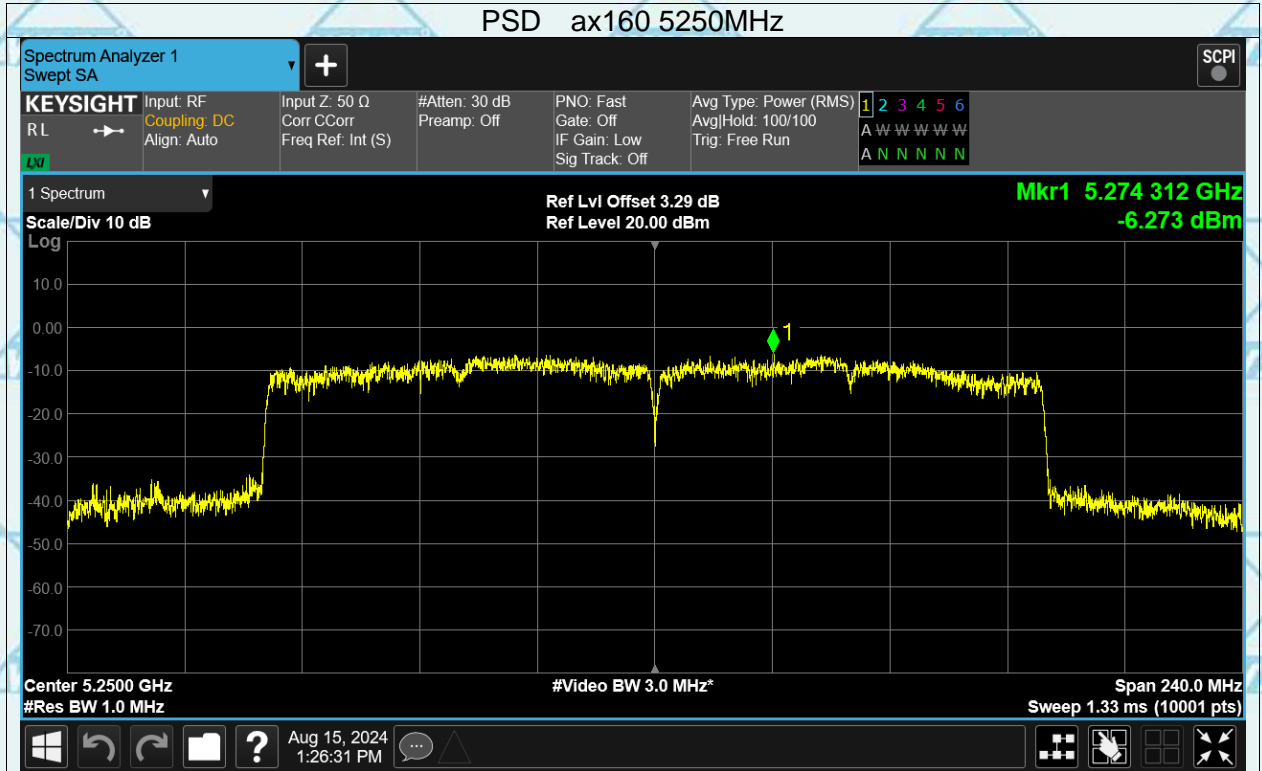 PSD ax160 5250MHz
Spectrum Analyzer 1
Swept SA
+
SCPI
KEYSIGHT
R L
LXI
Input: RF
Coupling: DC
Align: Auto
Input Z: 50 Ω
Corr CCorr
Freq Ref: Int (S)
#Atten: 30 dB
Preamp: Off
PNO: Fast
Gate: Off
IF Gain: Low
Sig Track: Off
Avg Type: Power (RMS)
Avg|Hold: 100/100
Trig: Free Run
1 2 3 4 5 6
A W W W W W
A N N N N N
1 Spectrum
Scale/Div 10 dB
Ref Lvl Offset 3.29 dB
Ref Level 20.00 dBm
Mkr1 5.274 312 GHz
-6.273 dBm
Log
10.0
0.00
-10.0
-20.0
-30.0
-40.0
-50.0
-60.0
-70.0
1
Center 5.2500 GHz
#Res BW 1.0 MHz
#Video BW 3.0 MHz*
Span 240.0 MHz
Sweep 1.33 ms (10001 pts)
?
Aug 15, 2024
1:26:31 PM